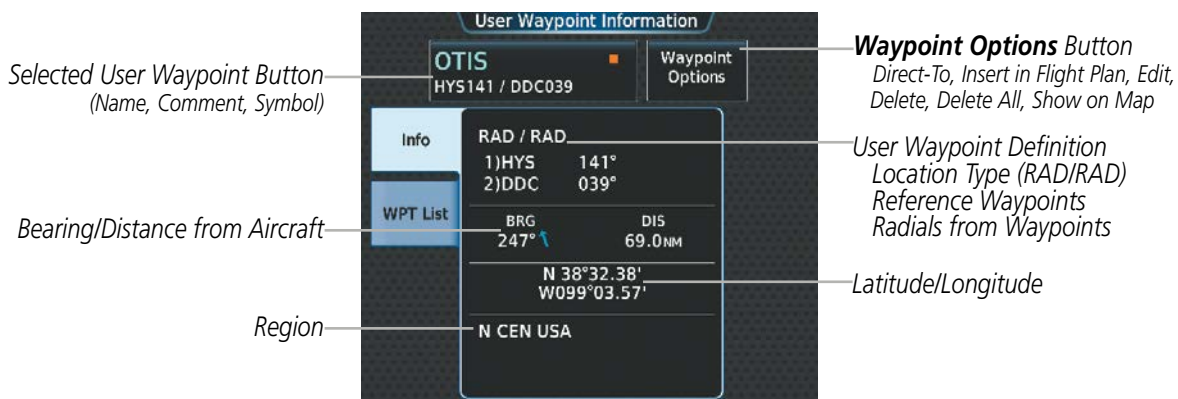 User Waypoint Information
Selected User Waypoint Button
(Name, Comment, Symbol)
OTIS
HYS141 / DDC039
Waypoint
Options
Waypoint Options Button
Direct-To, Insert in Flight Plan, Edit,
Delete, Delete All, Show on Map
Info
WPT List
RAD / RAD
1)HYS 141°
2)DDC 039°
User Waypoint Definition
Location Type (RAD/RAD)
Reference Waypoints
Radials from Waypoints
Bearing/Distance from Aircraft
BRG DIS
247° 69.0NM
N 38°32.38'
W099°03.57'
Latitude/Longitude
Region
N CEN USA